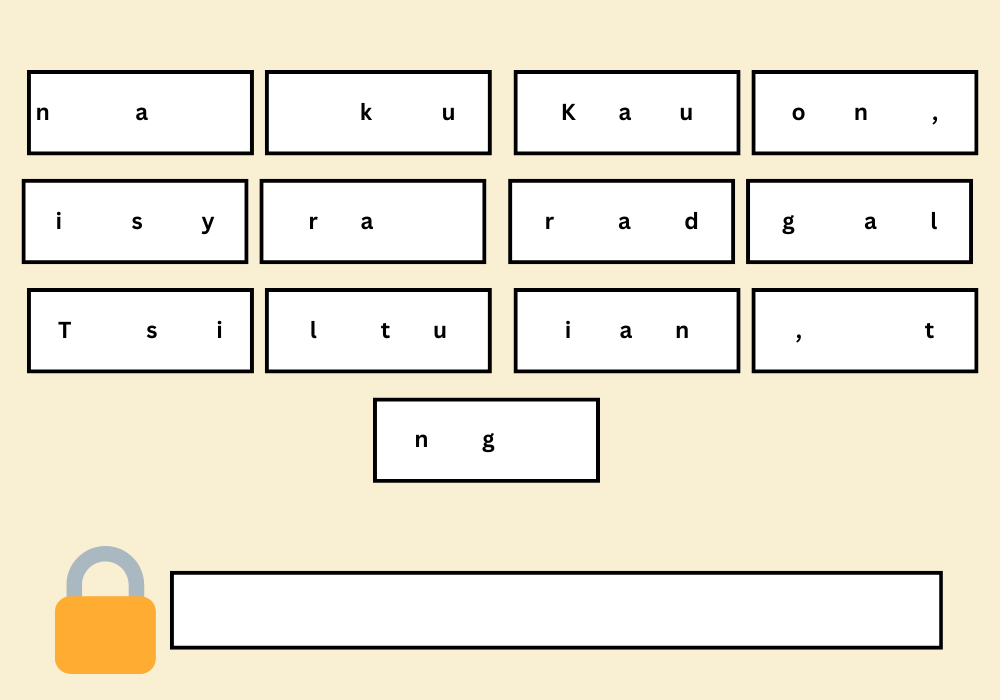 n a k u K a u o n ,
i s y r a r a d g a l
T s i l t u i a n , t
n g